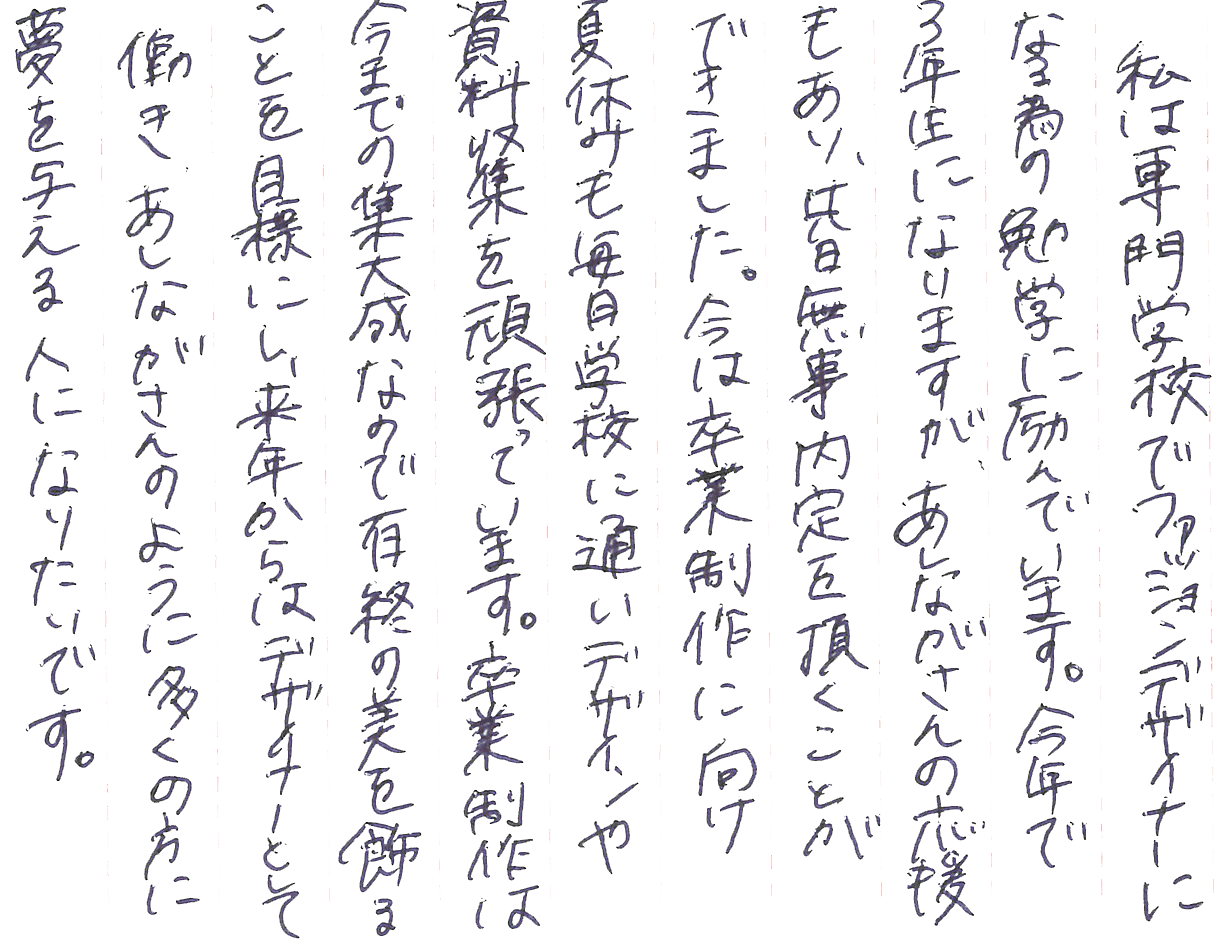 私は専門学校でファッションデザイナーに
なる為の勉学に励んでいます。今年で
3年生になりますが、あしながさんの応援
もあり、先日無事内定を頂くことが
できました。今は卒業制作に向け
夏休みも毎日学校に通いデザインや
資料収集を頑張っています。卒業制作は
今までの集大成なので有終の美を飾る
ことを目標にし、来年からはデザイナーとして
働き、あしながさんのように多くの方に
夢を与える人になりたいです。